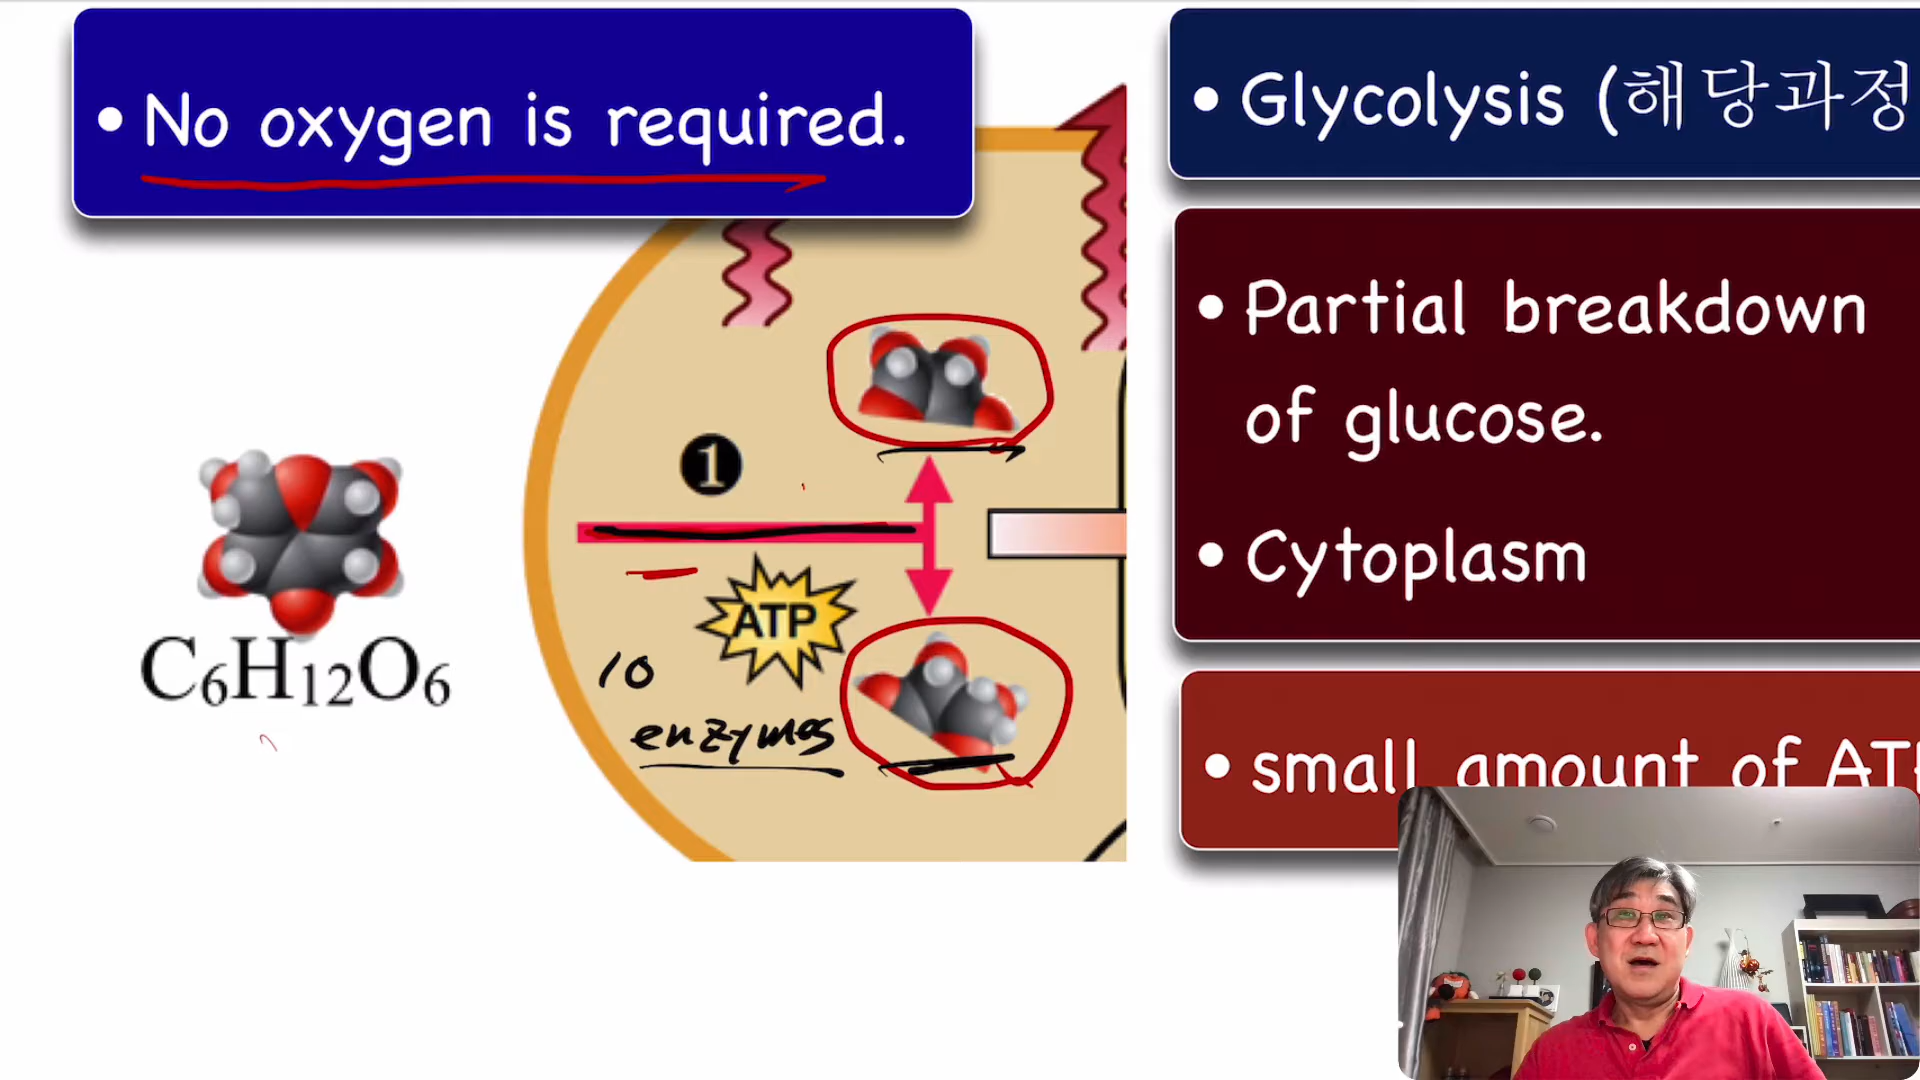 • No oxygen is required.
• Glycolysis (해당과정
• Partial breakdown
of glucose.
• Cytoplasm
• small amount of
1
ATP
10
enzymes
C₆H₁₂O₆